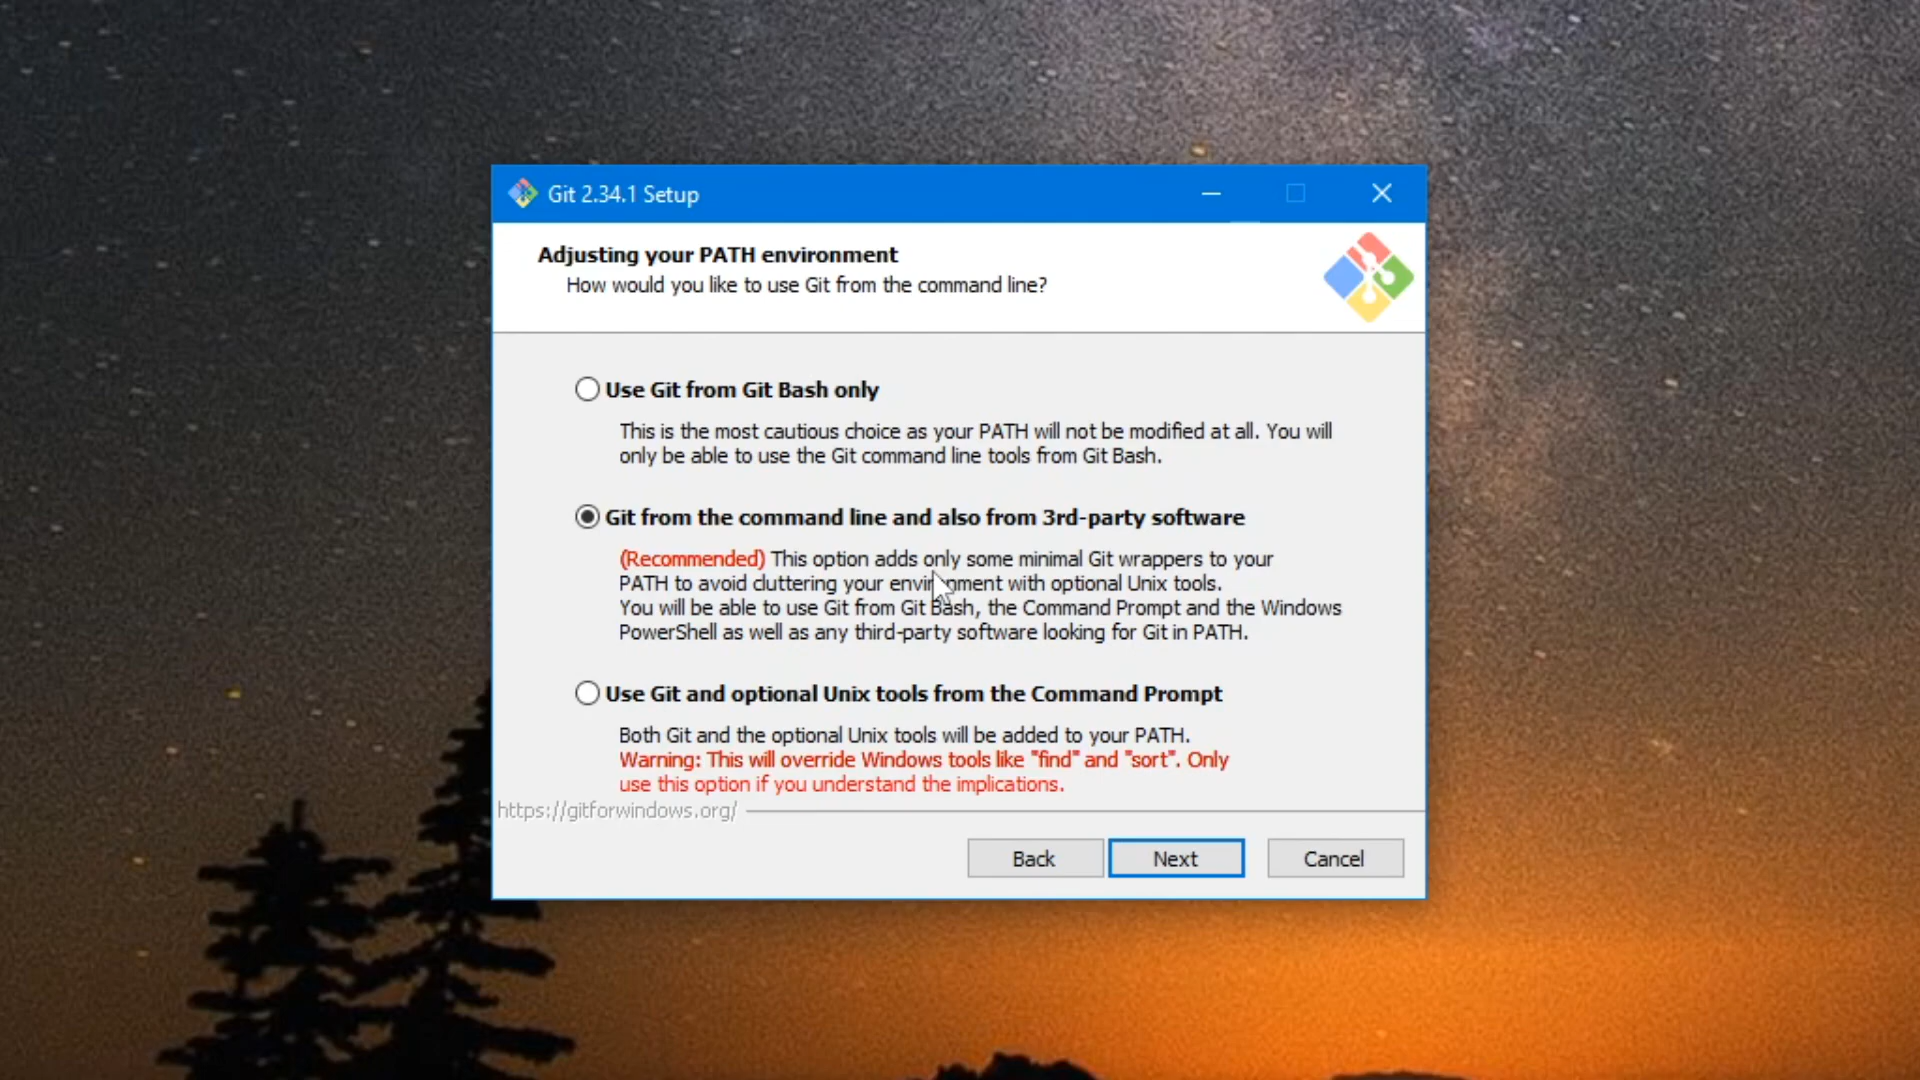 Git 2.34.1 Setup
Adjusting your PATH environment
How would you like to use Git from the command line?
Use Git from Git Bash only
This is the most cautious choice as your PATH will not be modified at all. You will
only be able to use the Git command line tools from Git Bash.
Git from the command line and also from 3rd-party software
(Recommended) This option adds only some minimal Git wrappers to your
PATH to avoid cluttering your environment with optional Unix tools.
You will be able to use Git from Git Bash, the Command Prompt and the Windows
PowerShell as well as any third-party software looking for Git in PATH.
Use Git and optional Unix tools from the Command Prompt
Both Git and the optional Unix tools will be added to your PATH.
Warning: This will override Windows tools like "find" and "sort". Only
use this option if you understand the implications.
https://gitforwindows.org/
Back Next Cancel